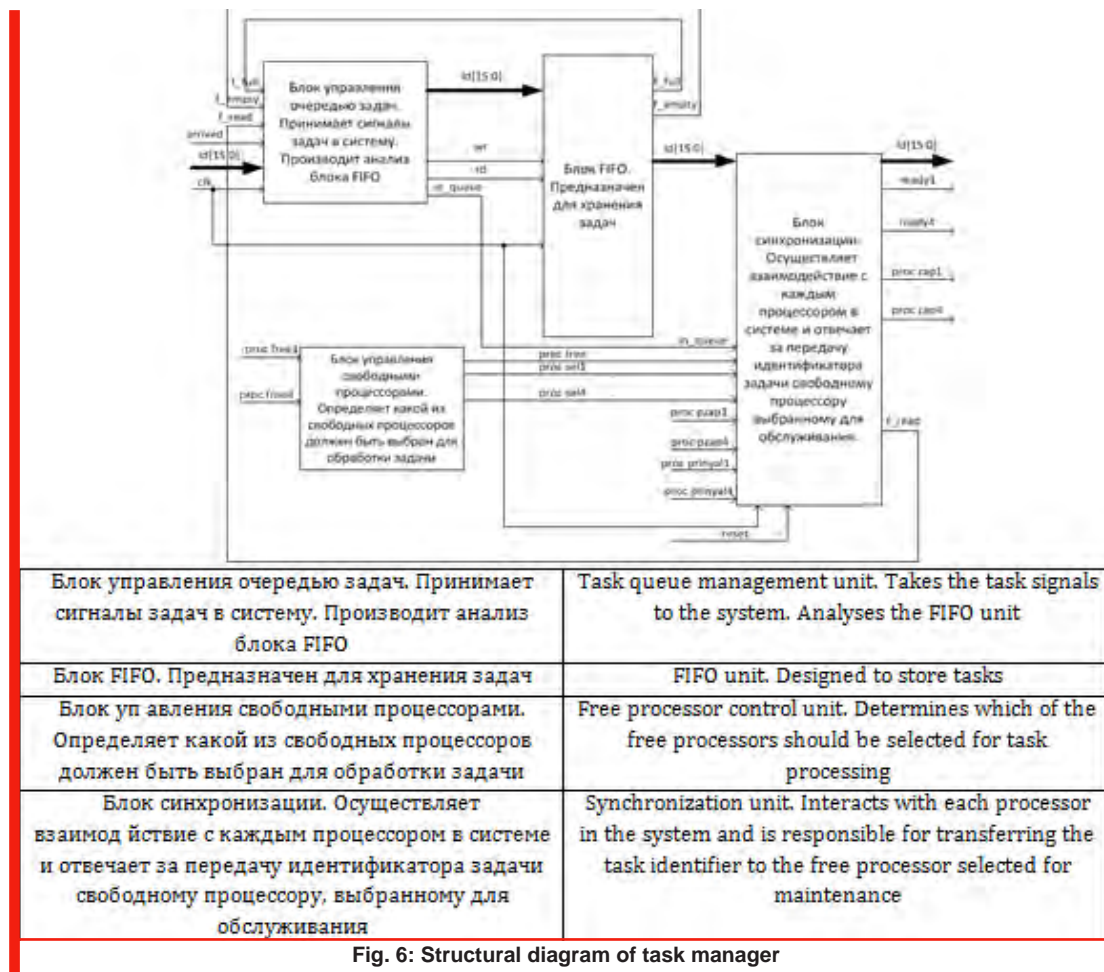 f_full
Id[15:0]
f_full
Блок управления
очередью задач.
Принимает сигналы
задач в систему.
Производит анализ
блока FIFO
f_empty
f_empty
f_read
arrived
Id[15:0]
clk
wr
rd
in_queue
Блок FIFO.
Предназначен
для хранения
задач
Id[15:0]
Id[15:0]
ready1
ready4
proc cap1
proc cap4
Блок
синхронизации.
Осуществляет
взаимодействие с
каждым
процессором в
системе и отвечает
за передачу
идентификатора
задачи свободному
процессору
выбранному для
обслуживания.
in_queue
proc free1
proc free4
Блок управления
свободными
процессорами.
Определяет какой из
свободных процессоров
должен быть выбран для
обработки задачи
proc free
proc sel1
proc sel4
proc pzap1
proc pzap4
proc prinyal1
proc prinyal4
f_read
reset
Блок управления очередью задач. Принимает
сигналы задач в систему. Производит анализ
блока FIFO
Task queue management unit. Takes the task signals
to the system. Analyses the FIFO unit
Блок FIFO. Предназначен для хранения задач
FIFO unit. Designed to store tasks
Блок уп авления свободными процессорами.
Определяет какой из свободных процессоров
должен быть выбран для обработки задачи
Free processor control unit. Determines which of the
free processors should be selected for task
processing
Блок синхронизации. Осуществляет
взаимод йствие с каждым процессором в системе
и отвечает за передачу идентификатора задачи
свободному процессору, выбранному для
обслуживания
Synchronization unit. Interacts with each processor
in the system and is responsible for transferring the
task identifier to the free processor selected for
maintenance
Fig. 6: Structural diagram of task manager